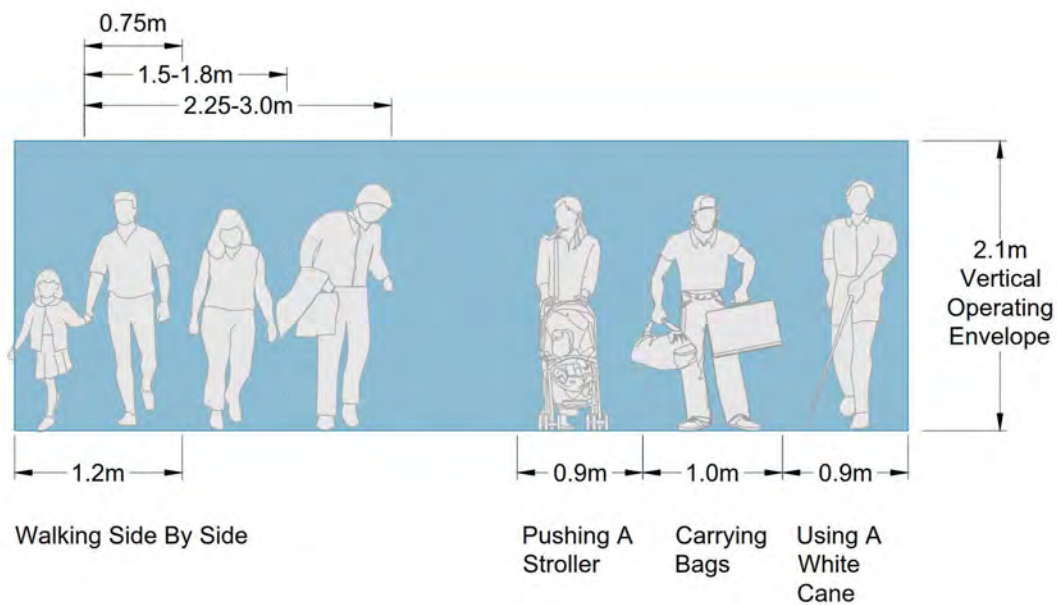 0.75m
1.5-1.8m
2.25-3.0m
2.1m
Vertical
Operating
Envelope
1.2m
0.9m
1.0m
0.9m
Walking Side By Side
Pushing A
Stroller
Carrying
Bags
Using A
White
Cane